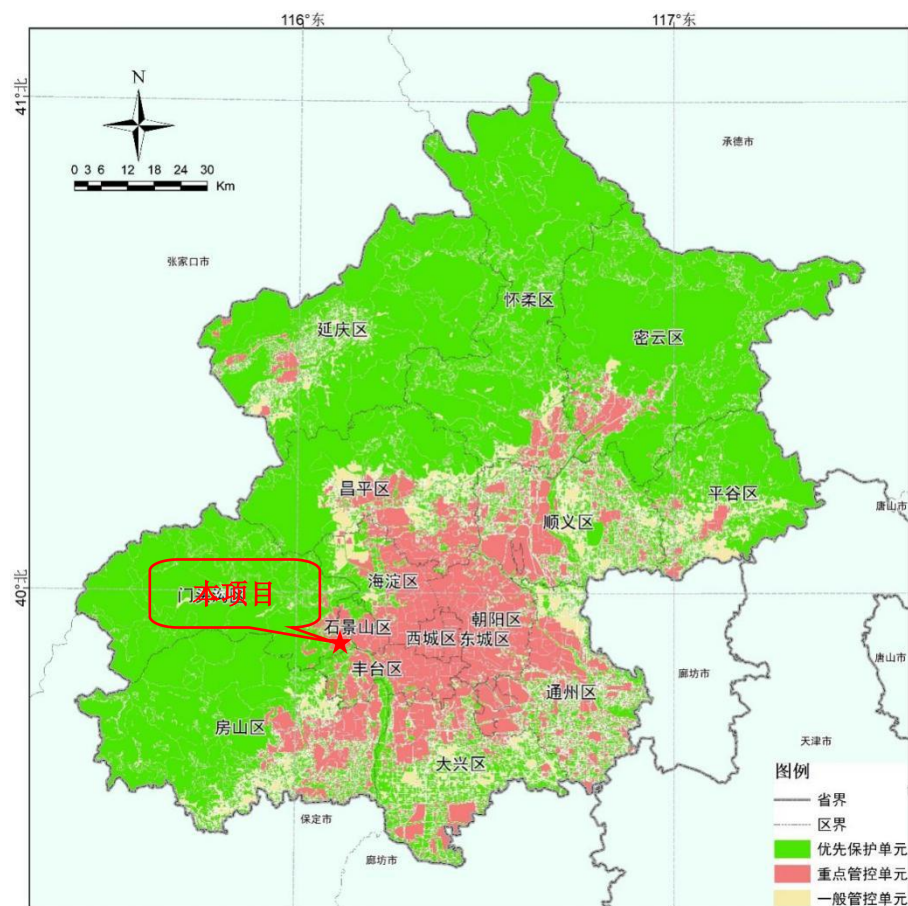 116°东
117°东
41°北
N
0 3 6 12 18 24 30
Km
承德市
张家口市
怀柔区
延庆区
密云区
昌平区
平谷区
顺义区
唐山市
40°北
海淀区
本项目
朝阳区
石景山区
西城区
东城区
丰台区
廊坊市
唐山市
通州区
房山区
天津市
大兴区
保定市
廊坊市
图例
省界
区界
优先保护单元
重点管控单元
一般管控单元